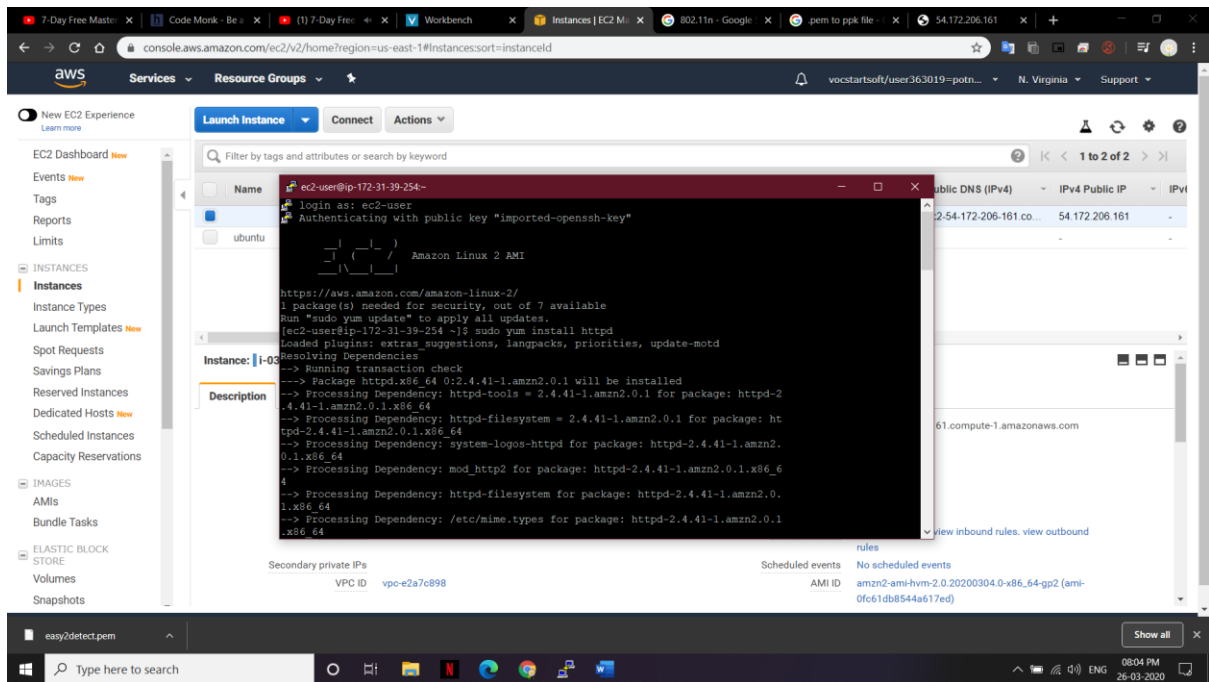 7-Day Free Master
Code Monk - Be a
(1) 7-Day Free
Workbench
Instances | EC2 Ma
802.11n - Google
.pem to ppk file -
54.172.206.161
console.aws.amazon.com/ec2/v2/home?region=us-east-1#Instances:sort=instanceId
aws
Services
Resource Groups
vocstartsoft/user363019=potn...
N. Virginia
Support
New EC2 Experience
Learn more
Launch Instance
Connect
Actions
EC2 Dashboard New
Events New
Tags
Reports
Limits
INSTANCES
Instances
Instance Types
Launch Templates New
Spot Requests
Savings Plans
Reserved Instances
Dedicated Hosts New
Scheduled Instances
Capacity Reservations
IMAGES
AMIs
Bundle Tasks
ELASTIC BLOCK
STORE
Volumes
Snapshots
Filter by tags and attributes or search by keyword
1 to 2 of 2
Name
ublic DNS (IPv4)
IPv4 Public IP
IPv6
c2-54-172-206-161.co...
54.172.206.161
-
ubuntu
-
-
ec2-user@ip-172-31-39-254:~
login as: ec2-user
Authenticating with public key "imported-openssh-key"
__|  __|_  )
_|  (     /   Amazon Linux 2 AMI
___|\___|___|
https://aws.amazon.com/amazon-linux-2/
1 package(s) needed for security, out of 7 available
Run "sudo yum update" to apply all updates.
[ec2-user@ip-172-31-39-254 ~]$ sudo yum install httpd
Loaded plugins: extras_suggestions, langpacks, priorities, update-motd
Resolving Dependencies
--> Running transaction check
---> Package httpd.x86_64 0:2.4.41-1.amzn2.0.1 will be installed
--> Processing Dependency: httpd-tools = 2.4.41-1.amzn2.0.1 for package: httpd-2
.4.41-1.amzn2.0.1.x86_64
--> Processing Dependency: httpd-filesystem = 2.4.41-1.amzn2.0.1 for package: ht
tpd-2.4.41-1.amzn2.0.1.x86_64
--> Processing Dependency: system-logos-httpd for package: httpd-2.4.41-1.amzn2.
0.1.x86_64
--> Processing Dependency: mod_http2 for package: httpd-2.4.41-1.amzn2.0.1.x86_6
4
--> Processing Dependency: httpd-filesystem for package: httpd-2.4.41-1.amzn2.0.
1.x86_64
--> Processing Dependency: /etc/mime.types for package: httpd-2.4.41-1.amzn2.0.1
.x86_64
Instance: i-03
Description
61.compute-1.amazonaws.com
view inbound rules. view outbound
rules
Secondary private IPs
Scheduled events
No scheduled events
VPC ID
vpc-e2a7c898
AMI ID
amzn2-ami-hvm-2.0.20200304.0-x86_64-gp2 (ami-
0fc61db8544a617ed)
easy2detect.pem
Show all
Type here to search
ENG
08:04 PM
26-03-2020